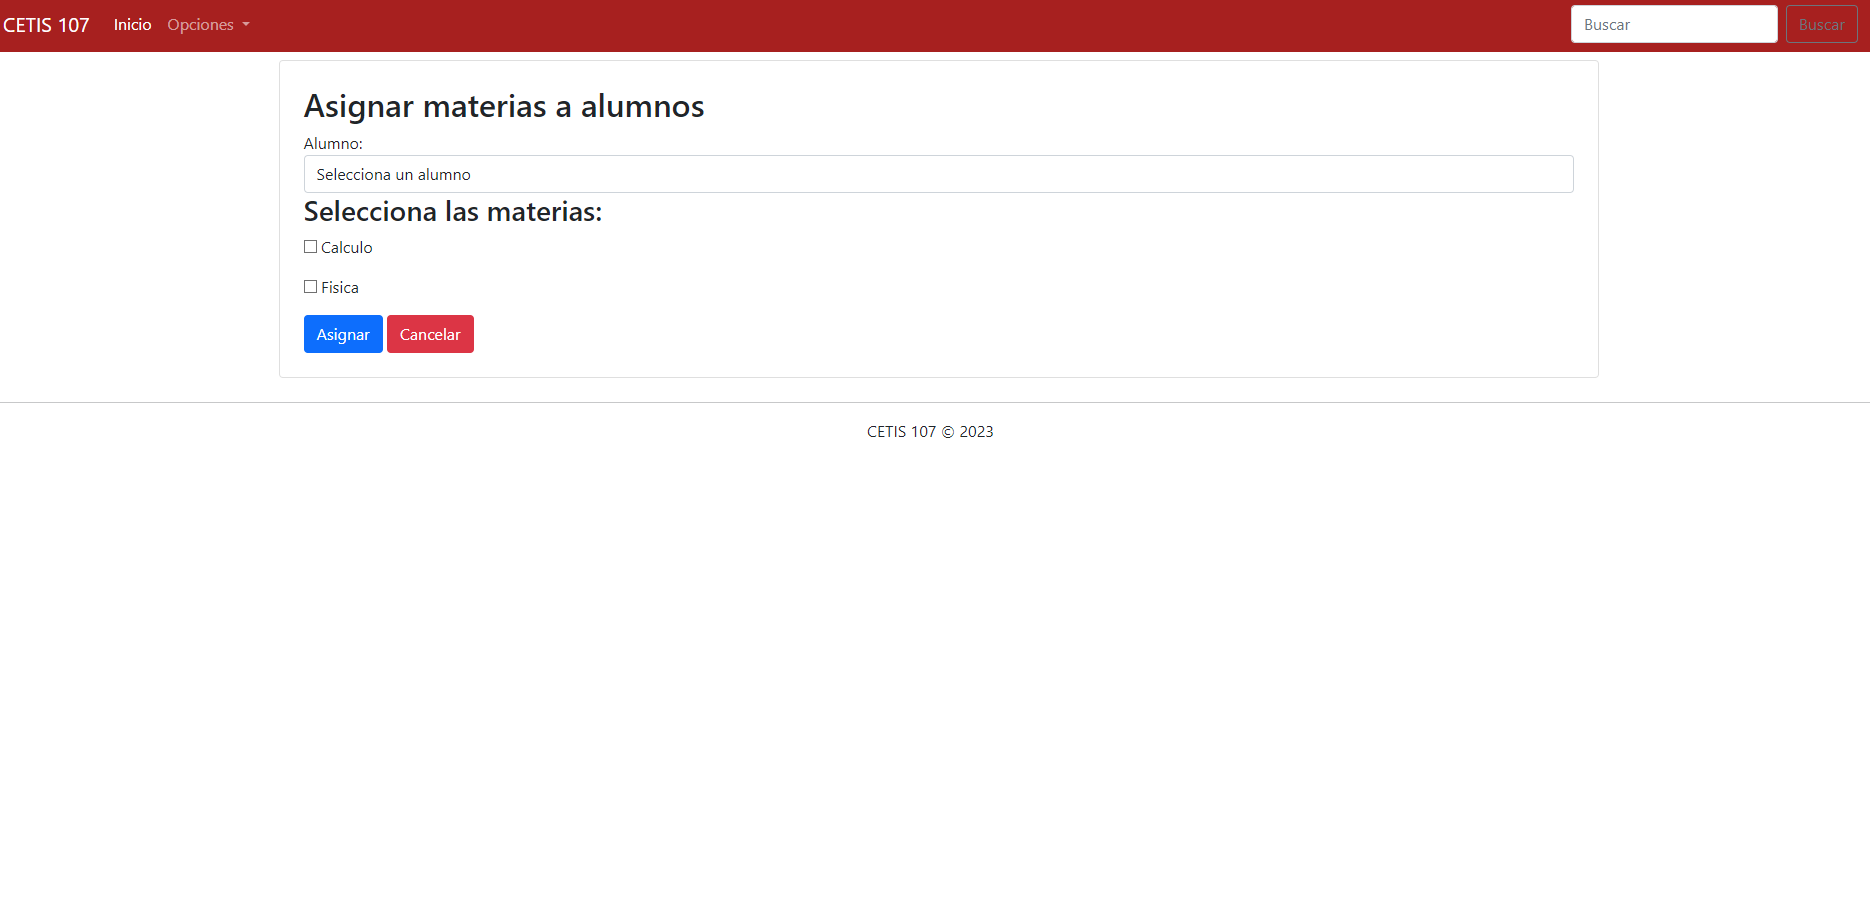 CETIS 107 Inicio Opciones Buscar Buscar
Asignar materias a alumnos
Alumno:
Selecciona un alumno
Selecciona las materias:
Calculo
Fisica
Asignar Cancelar
CETIS 107 © 2023